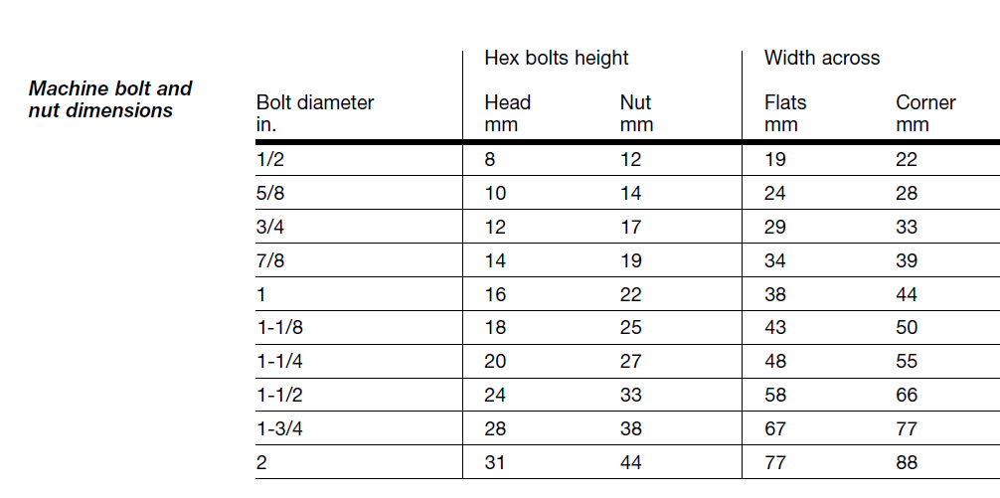 Hex bolts height Width across
Machine bolt and
nut dimensions
Bolt diameter Head Nut Flats Corner
in. mm mm mm mm
1/2 8 12 19 22
5/8 10 14 24 28
3/4 12 17 29 33
7/8 14 19 34 39
1 16 22 38 44
1-1/8 18 25 43 50
1-1/4 20 27 48 55
1-1/2 24 33 58 66
1-3/4 28 38 67 77
2 31 44 77 88